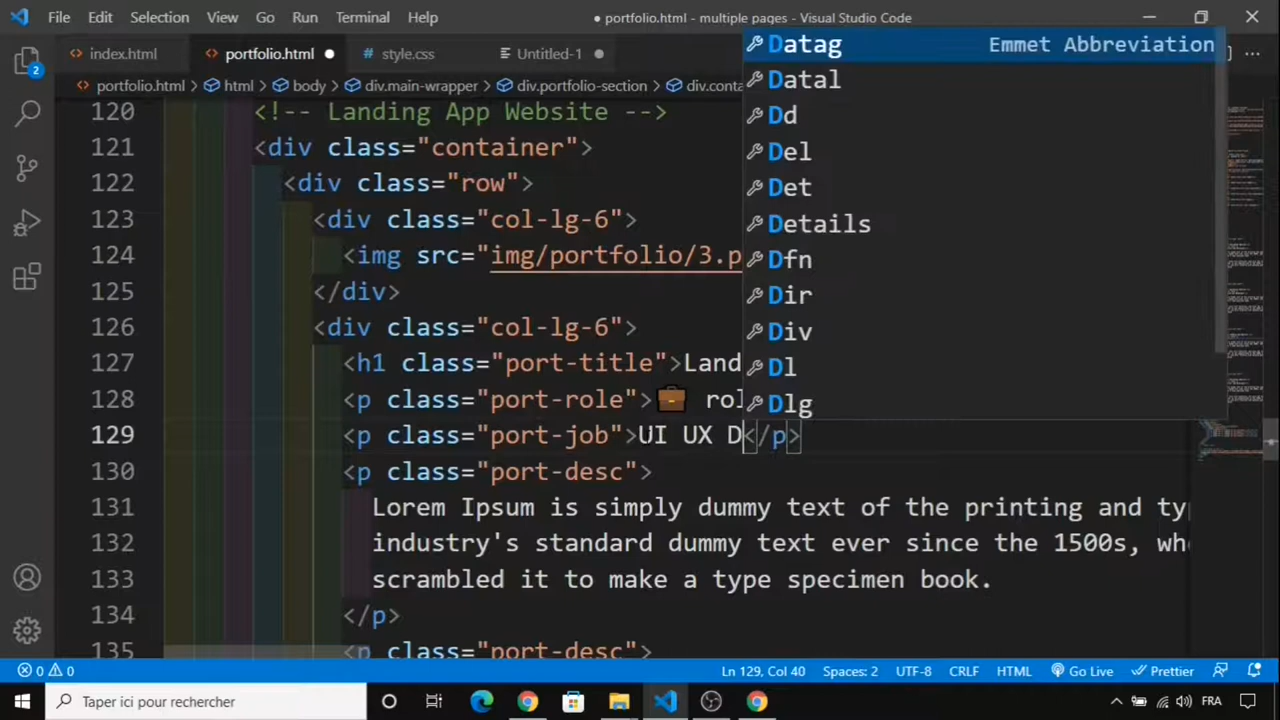 File Edit Selection View Go Run Terminal Help
● portfolio.html - multiple pages - Visual Studio Code
index.html portfolio.html ● style.css Untitled-1 ●
portfolio.html > html > body > div.main-wrapper > div.portfolio-section > div.conta
2
120 <!-- Landing App Website -->
121 <div class="container">
122 <div class="row">
123 <div class="col-lg-6">
124 <img src="img/portfolio/3.p
125 </div>
126 <div class="col-lg-6">
127 <h1 class="port-title">Land
128 <p class="port-role">💼 rol
129 <p class="port-job">UI UX D</p>
130 <p class="port-desc">
131 Lorem Ipsum is simply dummy text of the printing and ty
132 industry's standard dummy text ever since the 1500s, wh
133 scrambled it to make a type specimen book.
134 </p>
135 <p class="port-desc">
Datag Emmet Abbreviation
Datal
Dd
Del
Det
Details
Dfn
Dir
Div
Dl
Dlg
0 0 Ln 129, Col 40 Spaces: 2 UTF-8 CRLF HTML Go Live Prettier
Taper ici pour rechercher FRA